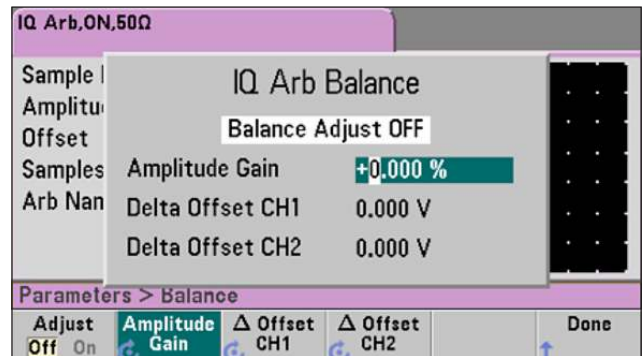 IQ Arb,ON,50Ω
IQ Arb Balance
Balance Adjust OFF
Sample
Offset
Samples
Arb
Amplitude Gain +0.000 %
Delta Offset CH1 0.000 V
Delta Offset CH2 0.000 V
Parameters > Balance
Adjust
Off On
Amplitude
Gain
Δ Offset
CH1
Δ Offset
CH2
Done